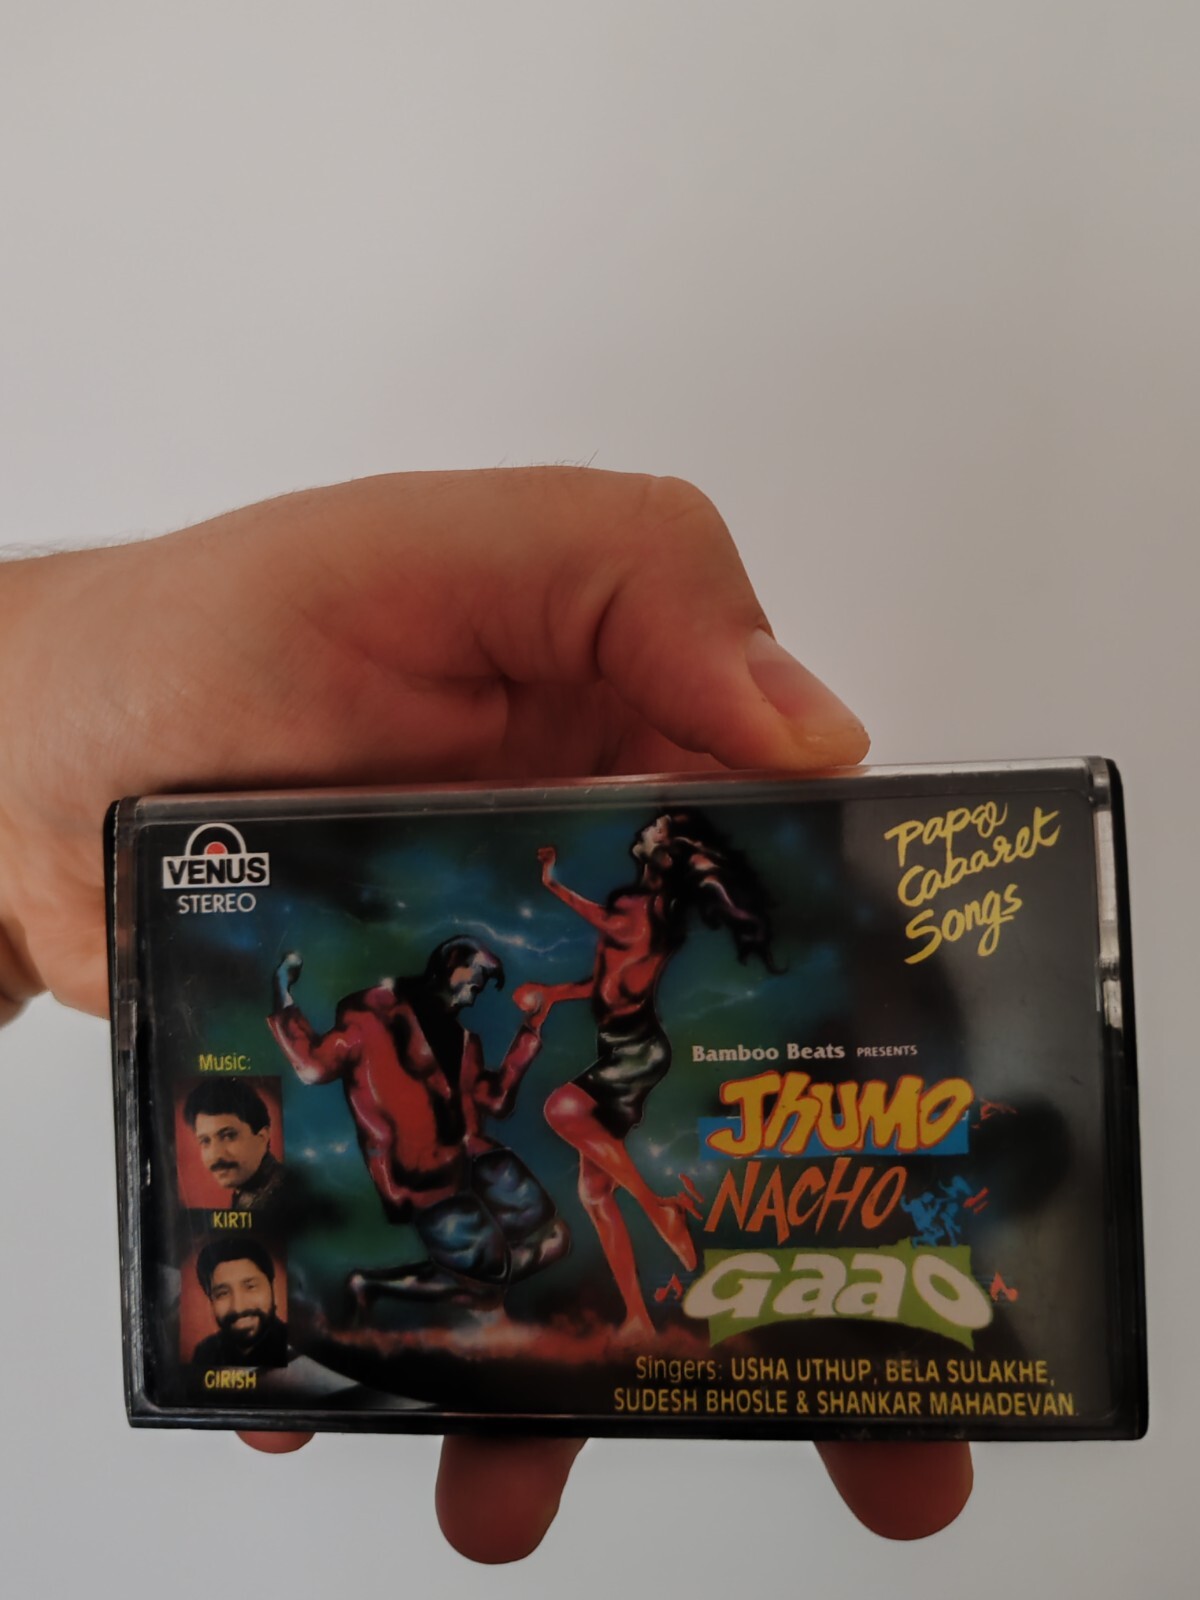 VENUS
STEREO
Pap
Cabaret
Songs
Music:
KIRTI
GIRISH
Bamboo Beats PRESENTS
JhUMO
NACHO
GaaO
Singers: USHA UTHUP, BELA SULAKHE,
SUDESH BHOSLE & SHANKAR MAHADEVAN.